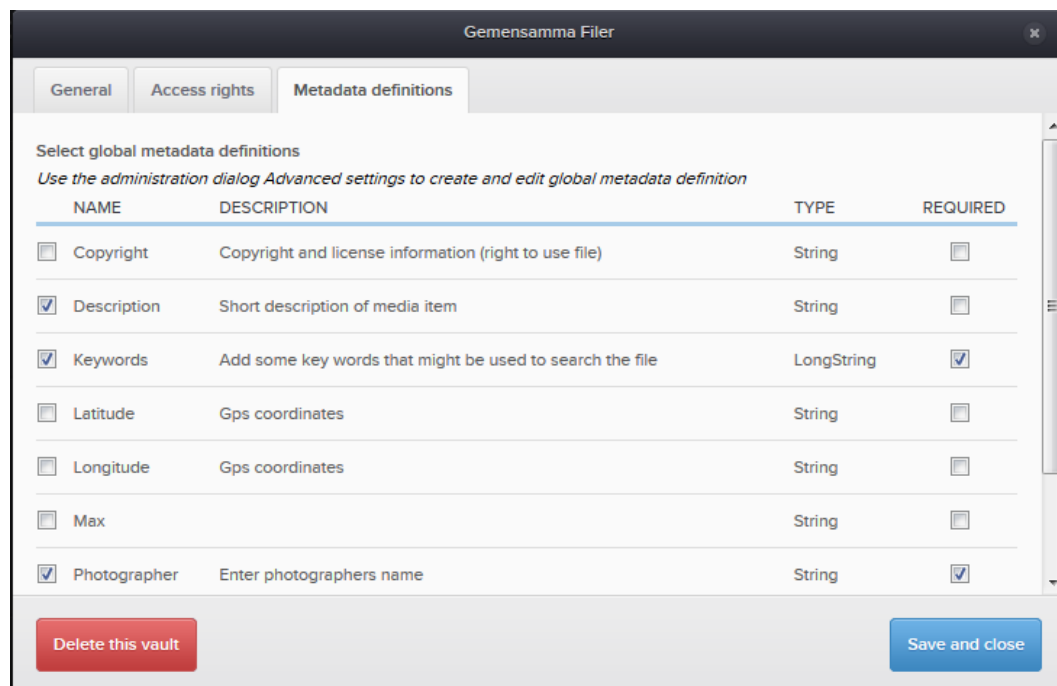 Gemensamma Filer
General Access rights Metadata definitions
Select global metadata definitions
Use the administration dialog Advanced settings to create and edit global metadata definition
NAME DESCRIPTION TYPE REQUIRED
Copyright Copyright and license information (right to use file) String
Description Short description of media item String
Keywords Add some key words that might be used to search the file LongString
Latitude Gps coordinates String
Longitude Gps coordinates String
Max String
Photographer Enter photographers name String
Delete this vault Save and close